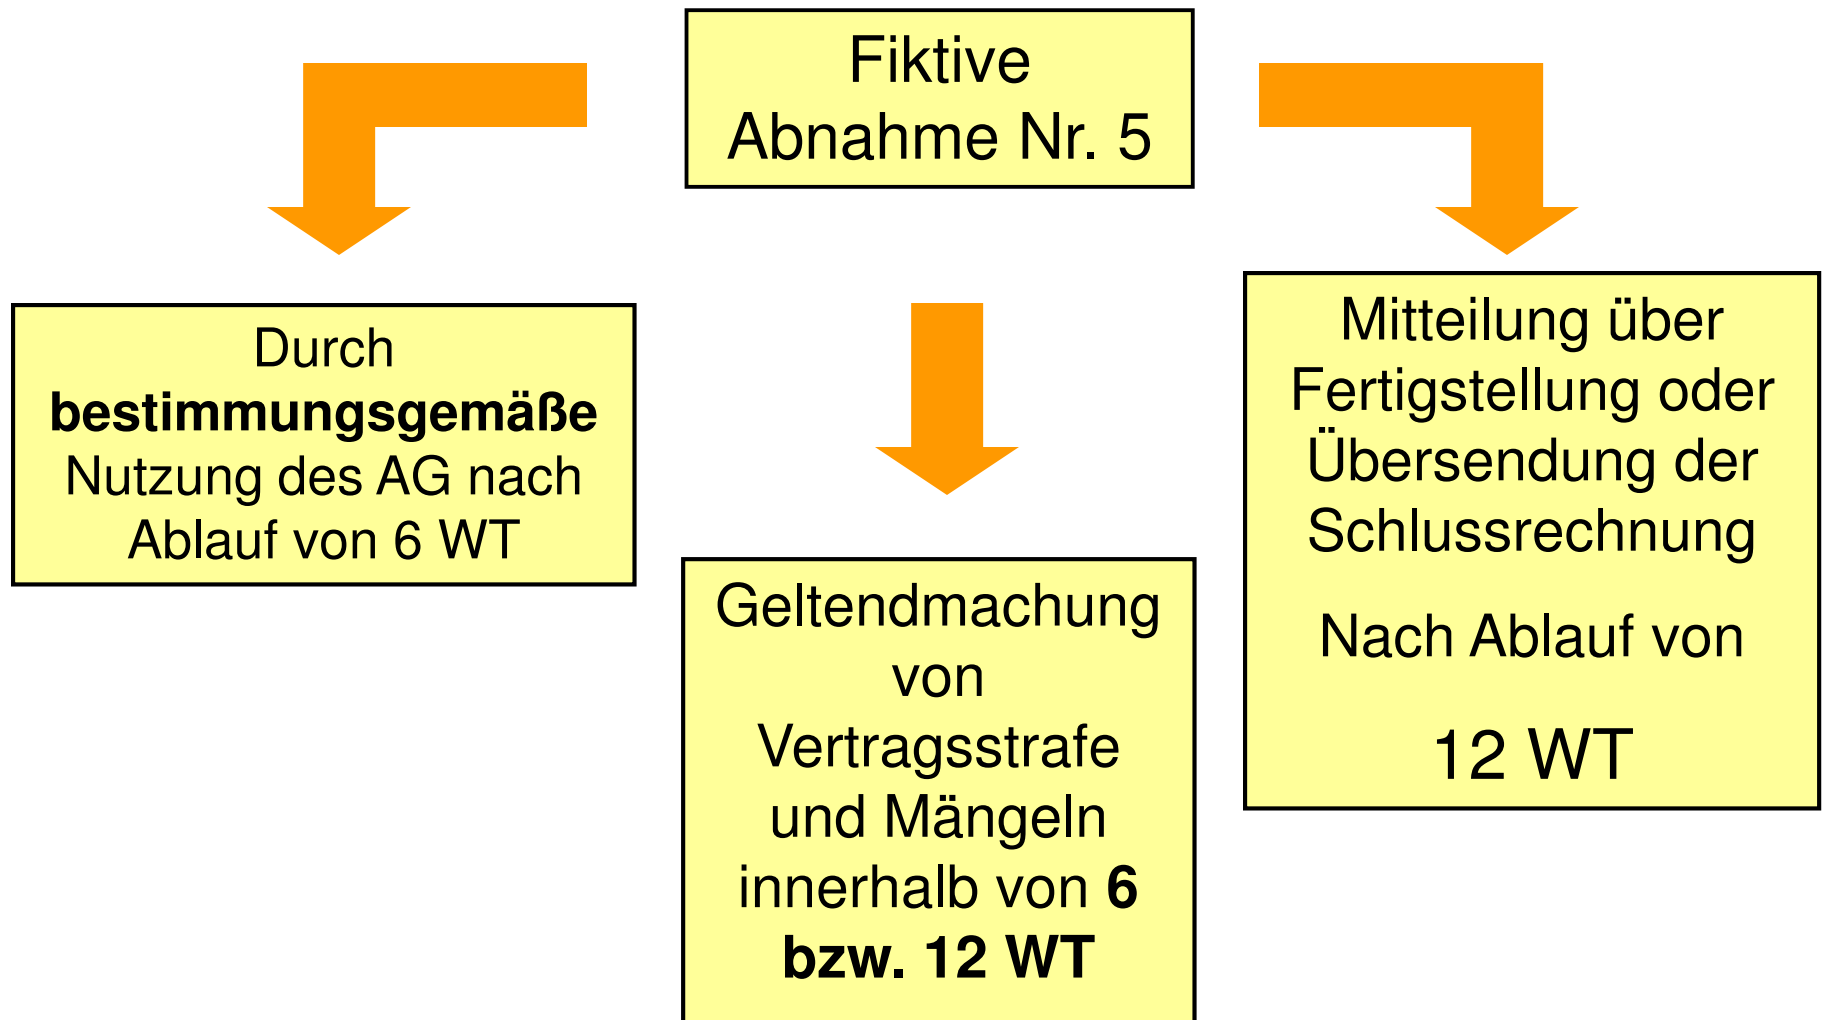 Fiktive
Abnahme Nr. 5
Durch
bestimmungsgemäße
Nutzung des AG nach
Ablauf von 6 WT
Geltendmachung
von
Vertragsstrafe
und Mängeln
innerhalb von 6
bzw. 12 WT
Mitteilung über
Fertigstellung oder
Übersendung der
Schlussrechnung
Nach Ablauf von
12 WT